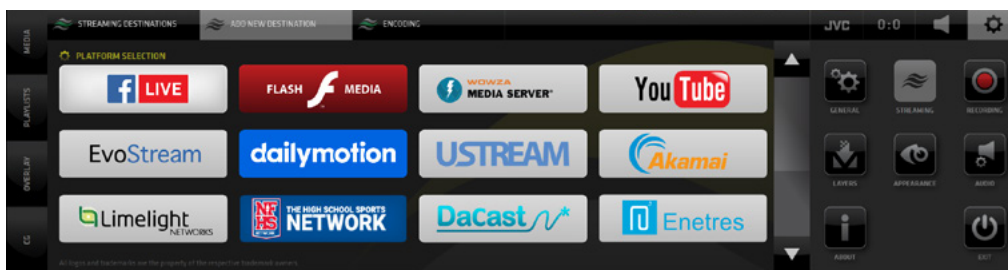 STREAMING DESTINATIONS
ADD NEW DESTINATION
ENCODING
JVC
0:0
MEDIA
PLAYLISTS
OVERLAY
CG
PLATFORM SELECTION
f LIVE
FLASH f MEDIA
WOWZA
MEDIA SERVER®
YouTube
EvoStream
dailymotion
USTREAM
Akamai
Limelight
NETWORKS
NFHS
THE HIGH SCHOOL SPORTS
NETWORK
DaCast
Enetres
GENERAL
STREAMING
RECORDING
LAYERS
APPEARANCE
AUDIO
ABOUT
EXIT
All logos and trademarks are the property of the respective trademark owners.